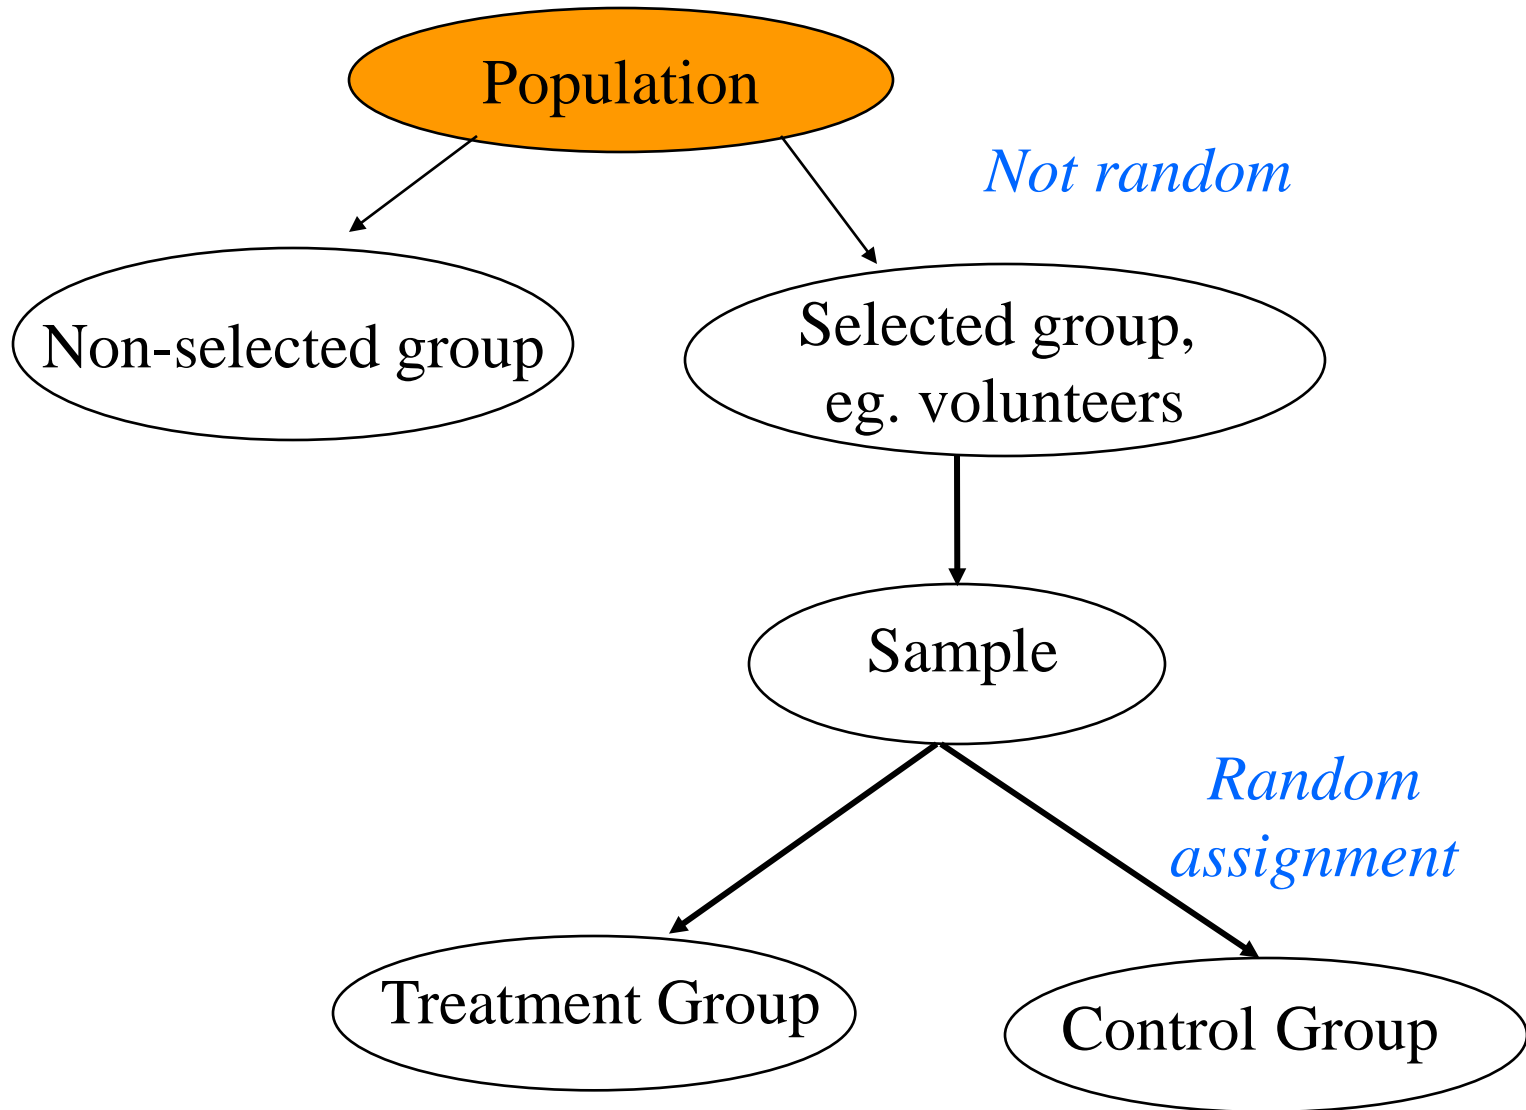 Population
Not random
Non-selected group
Selected group,
eg. volunteers
Sample
Random
assignment
Treatment Group
Control Group